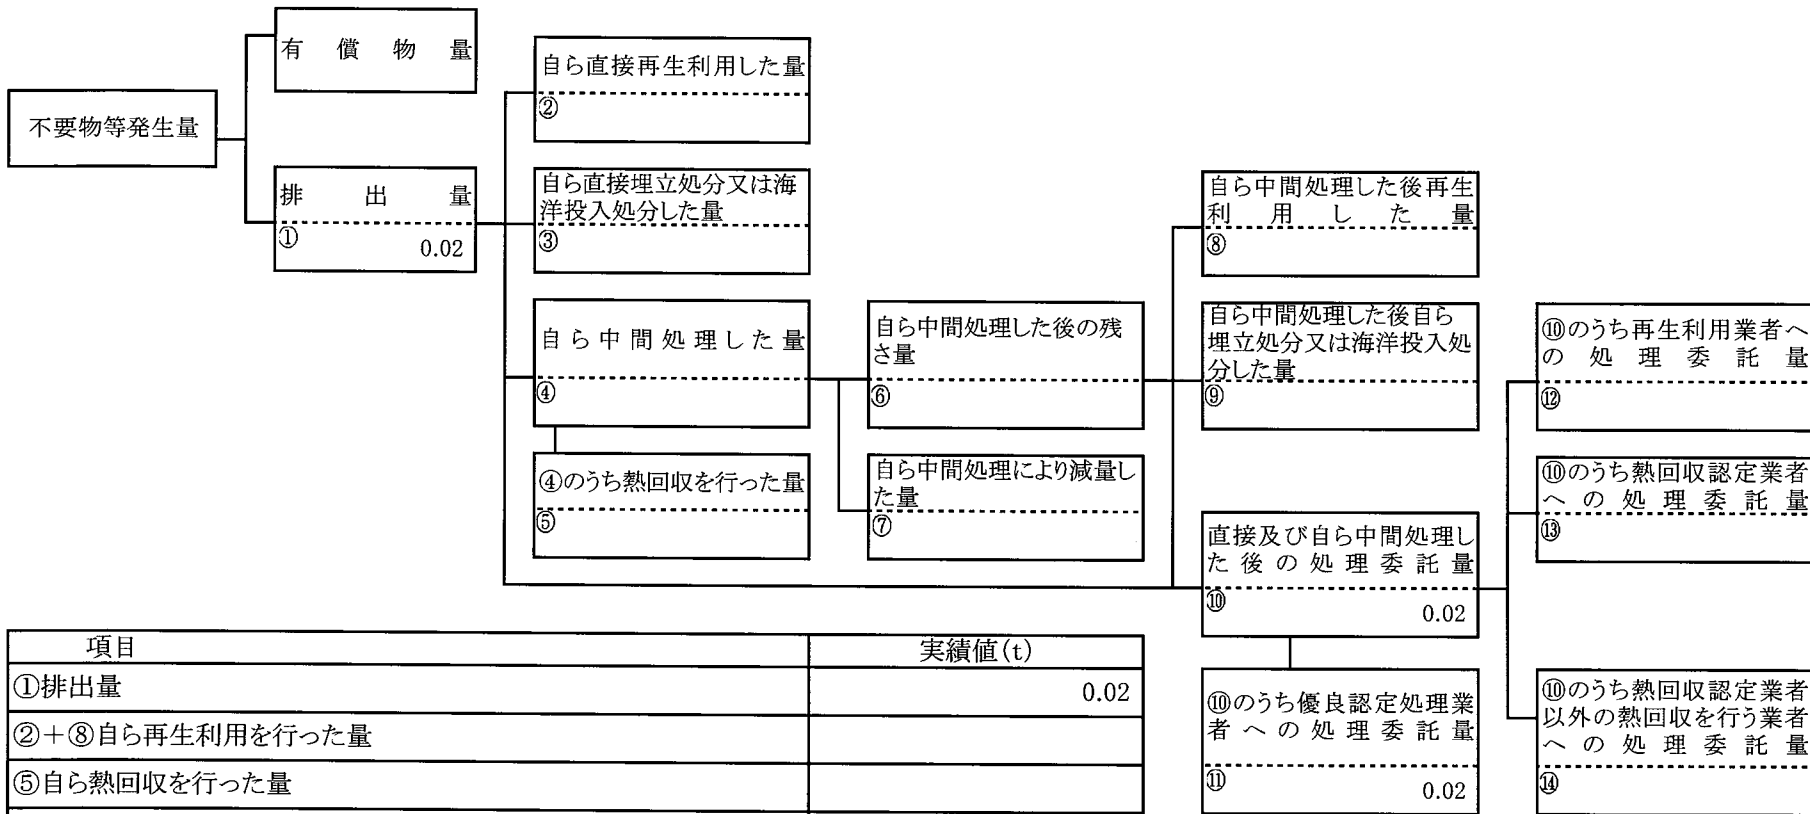 有償物量
不要物等発生量
排出量
①
0.02
自ら直接再生利用した量
②
自ら直接埋立処分又は海
洋投入処分した量
③
自ら中間処理した量
④
④のうち熱回収を行った量
⑤
自ら中間処理した後の残
さ量
⑥
自ら中間処理により減量し
た量
⑦
自ら中間処理した後再生
利用した量
⑧
自ら中間処理した後自ら
埋立処分又は海洋投入処
分した量
⑨
直接及び自ら中間処理し
た後の処理委託量
⑩
0.02
⑩のうち優良認定処理業
者への処理委託量
⑪
0.02
⑩のうち再生利用業者へ
の処理委託量
⑫
⑩のうち熱回収認定業者
への処理委託量
⑬
⑩のうち熱回収認定業者
以外の熱回収を行う業者
への処理委託量
⑭
項目 実績値(t)
①排出量 0.02
②+⑧自ら再生利用を行った量
⑤自ら熱回収を行った量